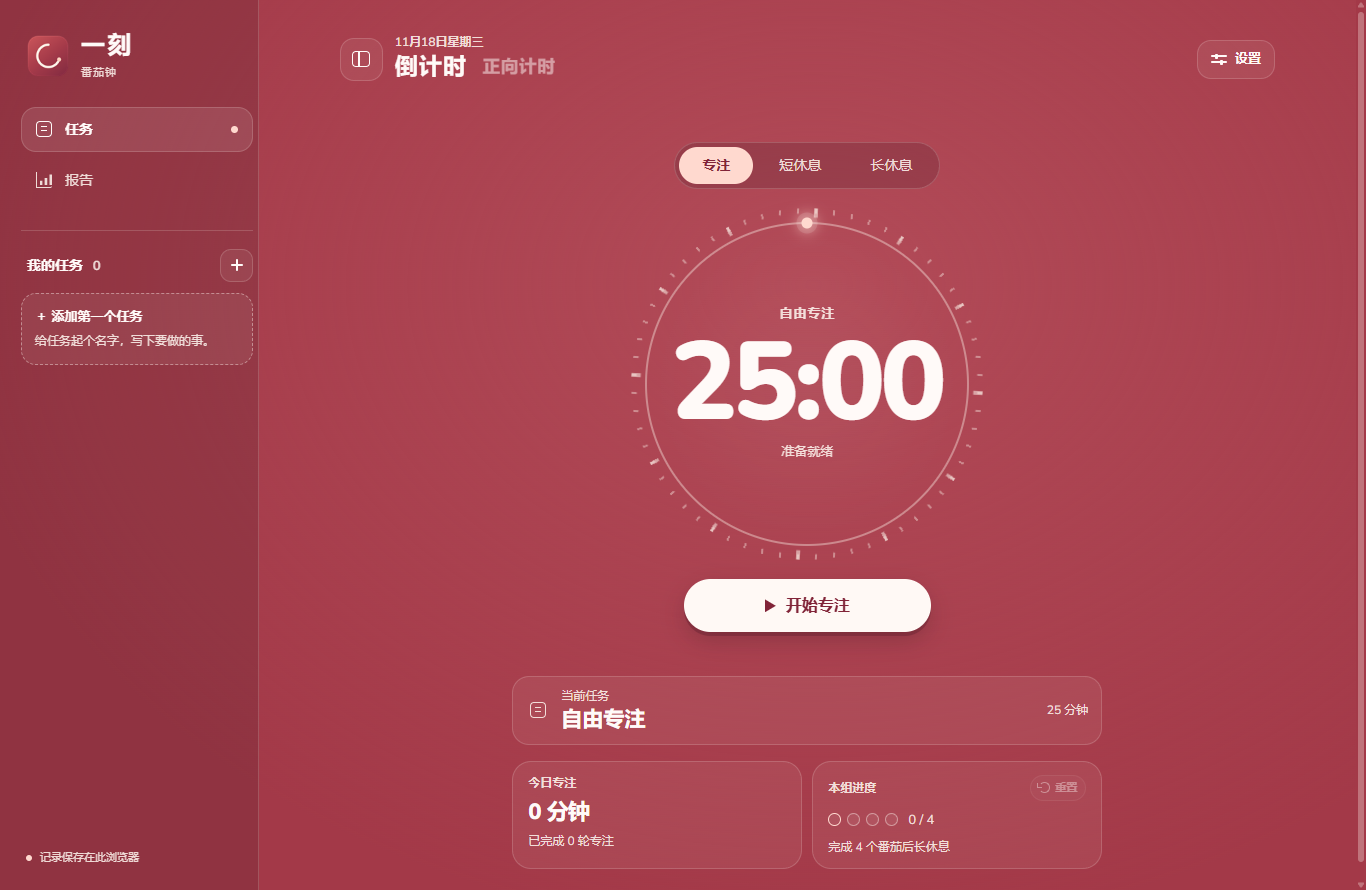 一刻
番茄钟
任务
报告
我的任务 0
+ 添加第一个任务
给任务起个名字，写下要做的事。
记录保存在此浏览器
11月18日星期三
倒计时 正向计时
设置
专注 短休息 长休息
自由专注
25:00
准备就绪
开始专注
当前任务
自由专注
25 分钟
今日专注
0 分钟
已完成 0 轮专注
本组进度
重置
0 / 4
完成 4 个番茄后长休息